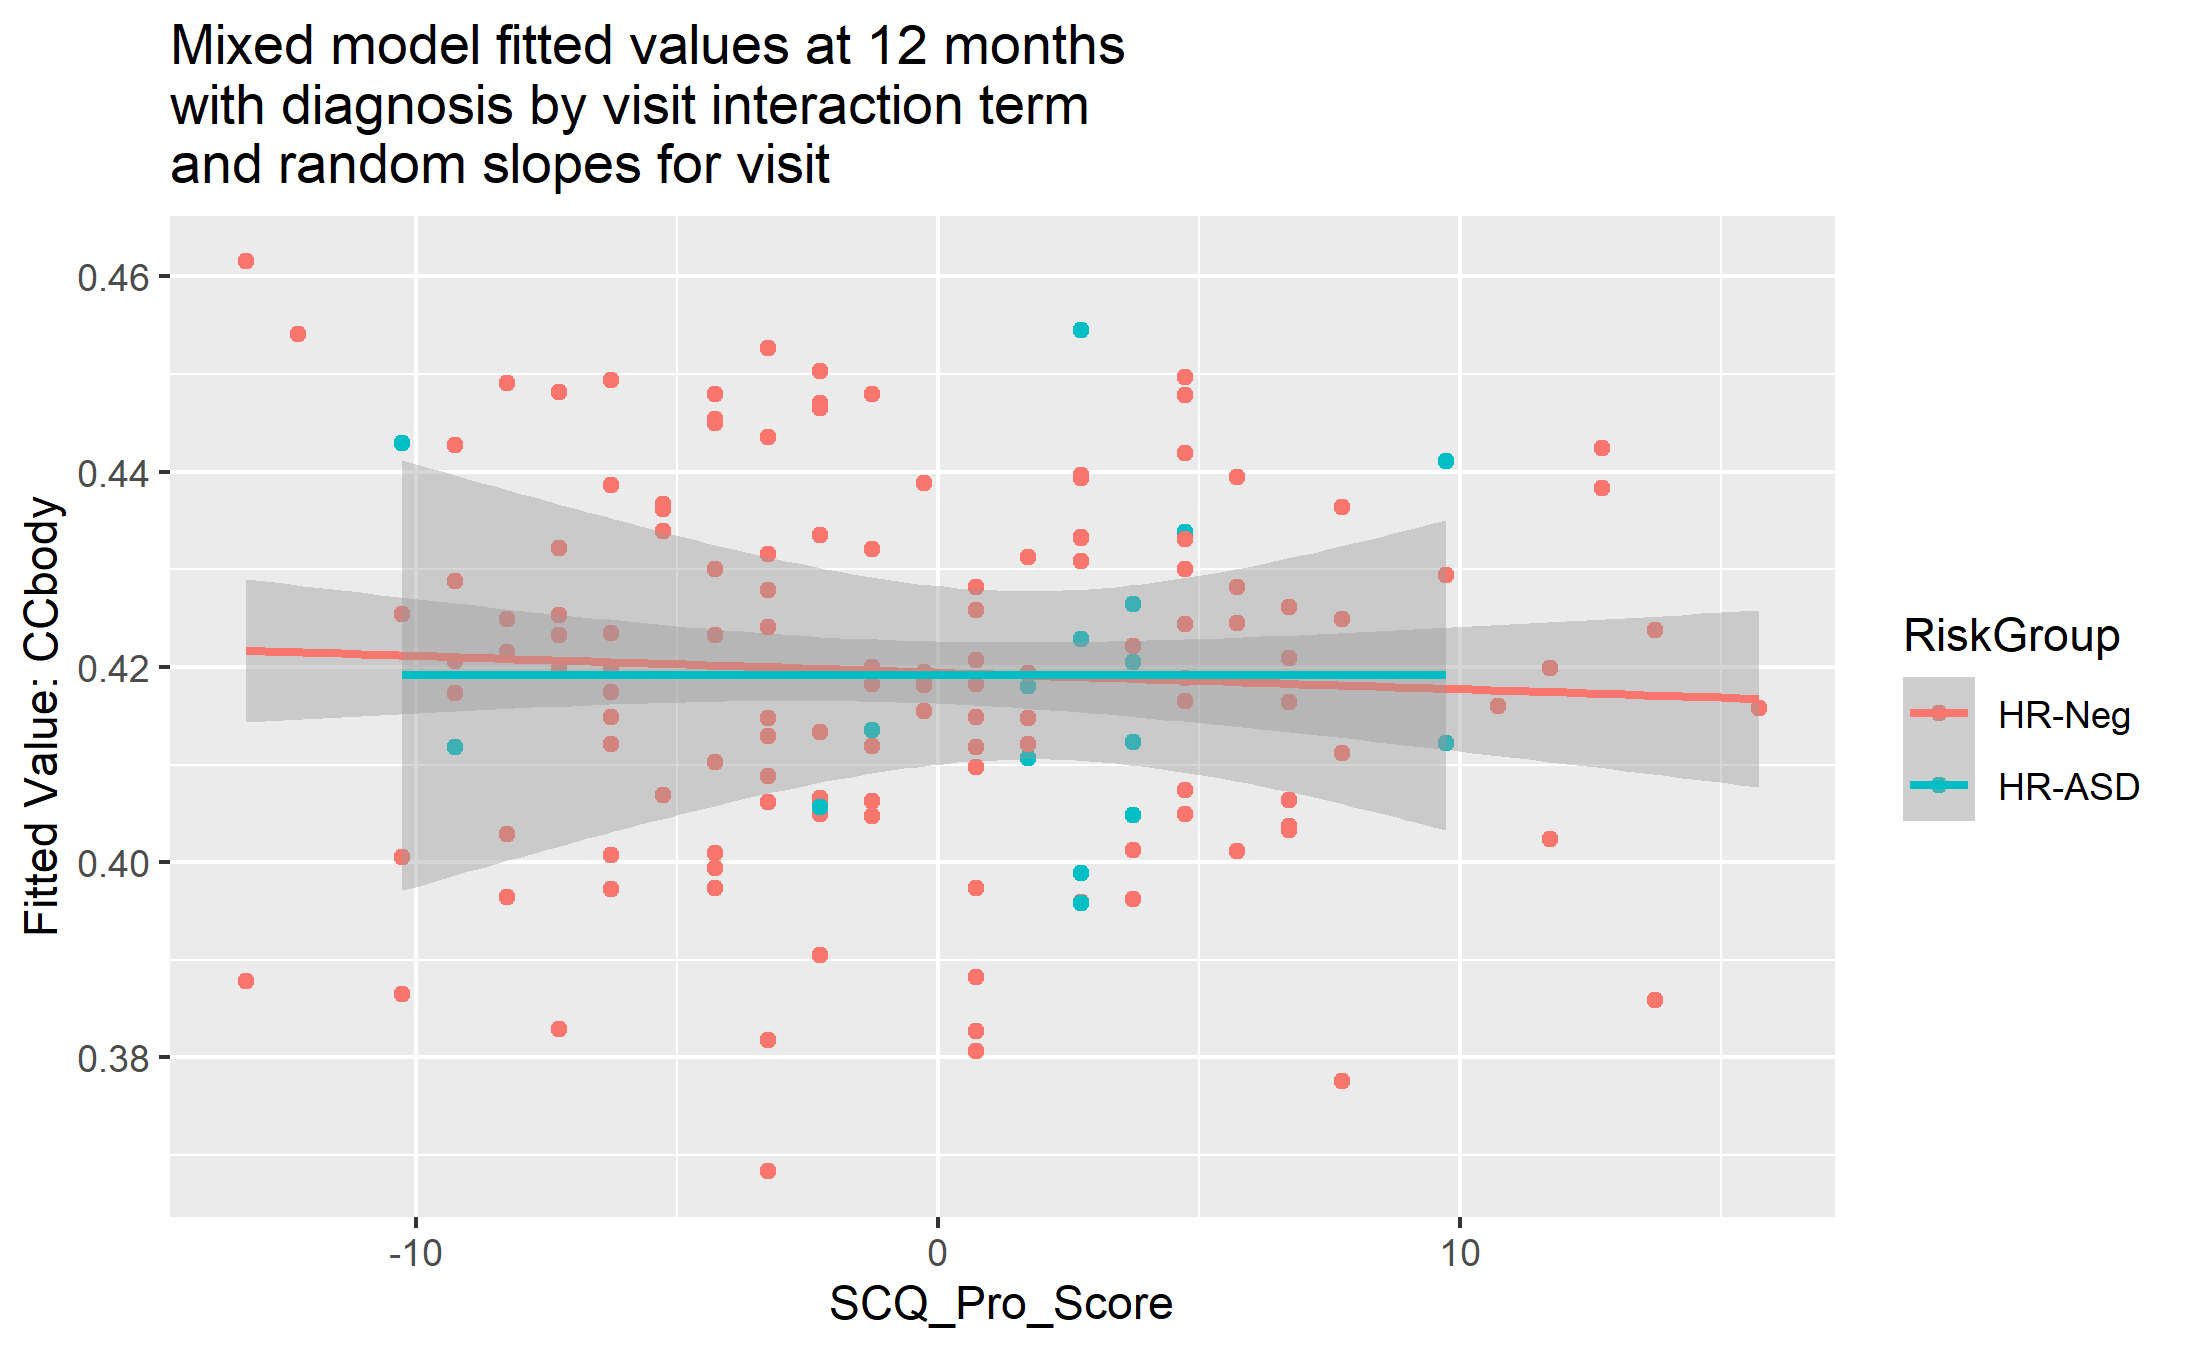 Mixed model fitted values at 12 months
with diagnosis by visit interaction term
and random slopes for visit
Fitted Value: CCbody
0.46
0.44
0.42
0.40
0.38
-10
0
10
SCQ_Pro_Score
RiskGroup
HR-Neg
HR-ASD